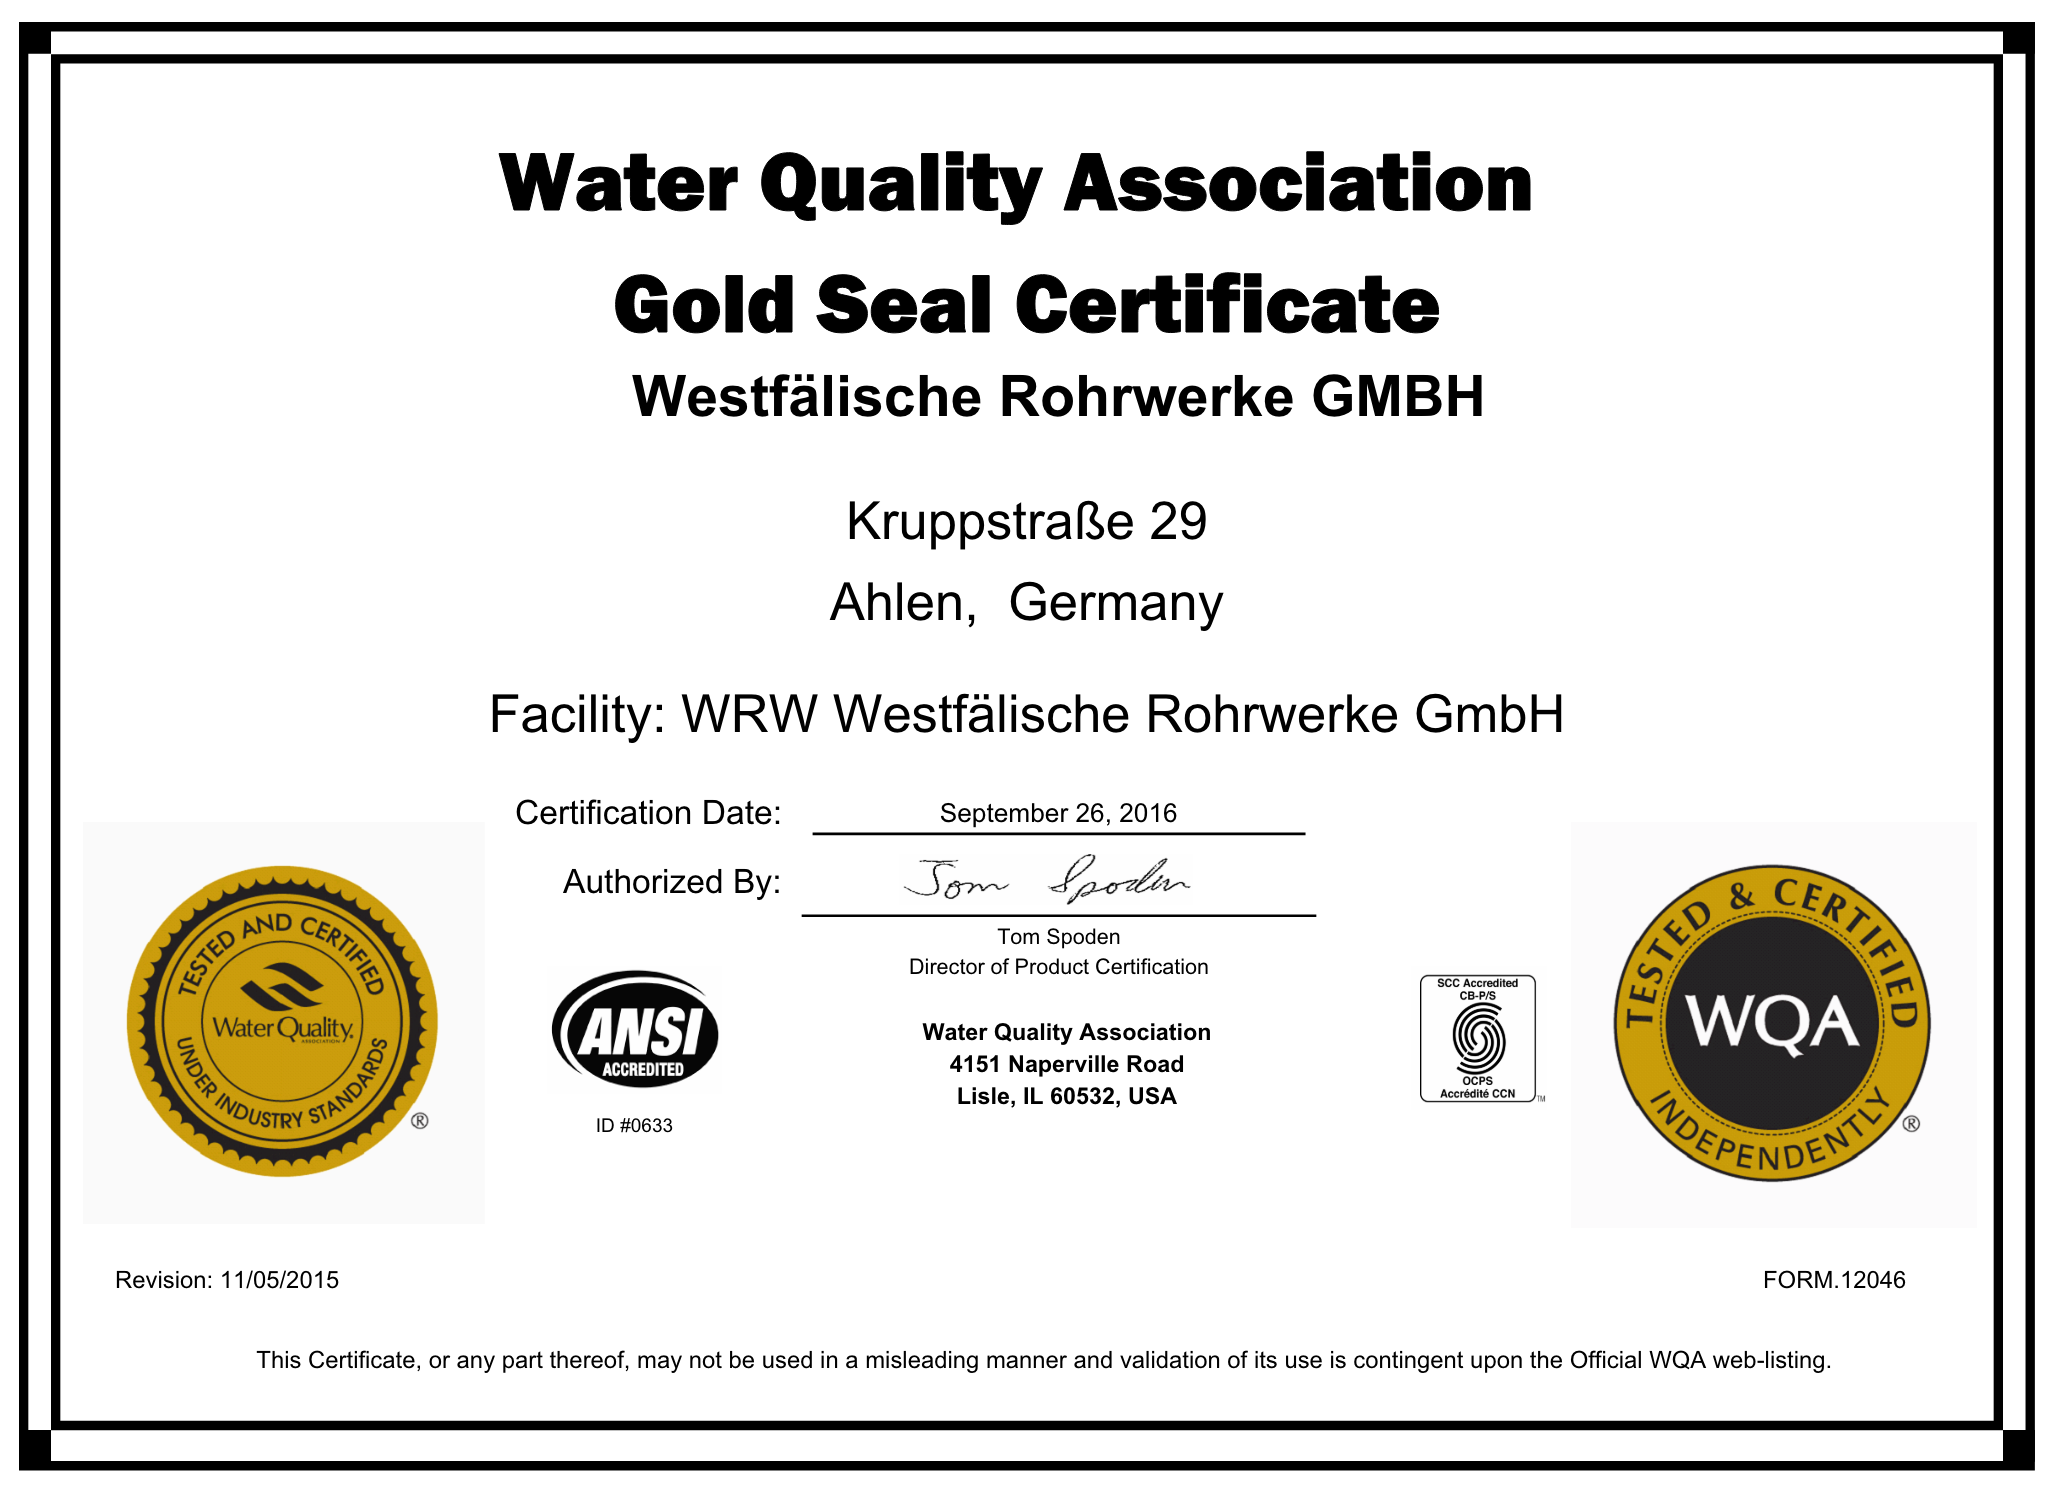 Water Quality Association
Gold Seal Certificate
Westfälische Rohrwerke GMBH
Kruppstraße 29
Ahlen, Germany
Facility: WRW Westfälische Rohrwerke GmbH
Certification Date: September 26, 2016
Authorized By: Tom Spoden
Tom Spoden
Director of Product Certification
TESTED AND CERTIFIED
Water Quality
ASSOCIATION
UNDER INDUSTRY STANDARDS
®
ANSI
ACCREDITED
ID #0633
Water Quality Association
4151 Naperville Road
Lisle, IL 60532, USA
SCC Accredited
CB-P/S
OCPS
Accrédité CCN
TM
TESTED & CERTIFIED
WQA
INDEPENDENTLY
®
Revision: 11/05/2015
FORM.12046
This Certificate, or any part thereof, may not be used in a misleading manner and validation of its use is contingent upon the Official WQA web-listing.